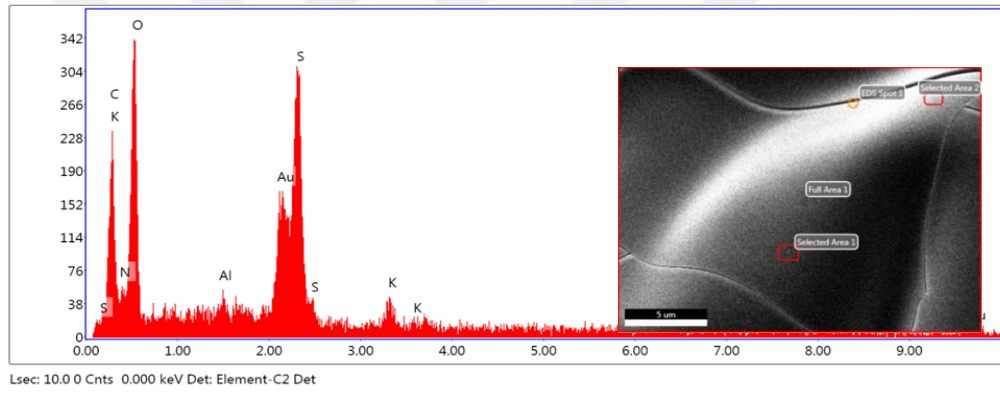 O
342
S
304
C
266
K
228
190
Au
152
114
76
N
Al
38
S
S
K
K
0
0.00 1.00 2.00 3.00 4.00 5.00 6.00 7.00 8.00 9.00
EDS Spot 1
Selected Area 2
Full Area 1
Selected Area 1
5 um
Lsec: 10.0 0 Cnts 0.000 keV Det: Element-C2 Det